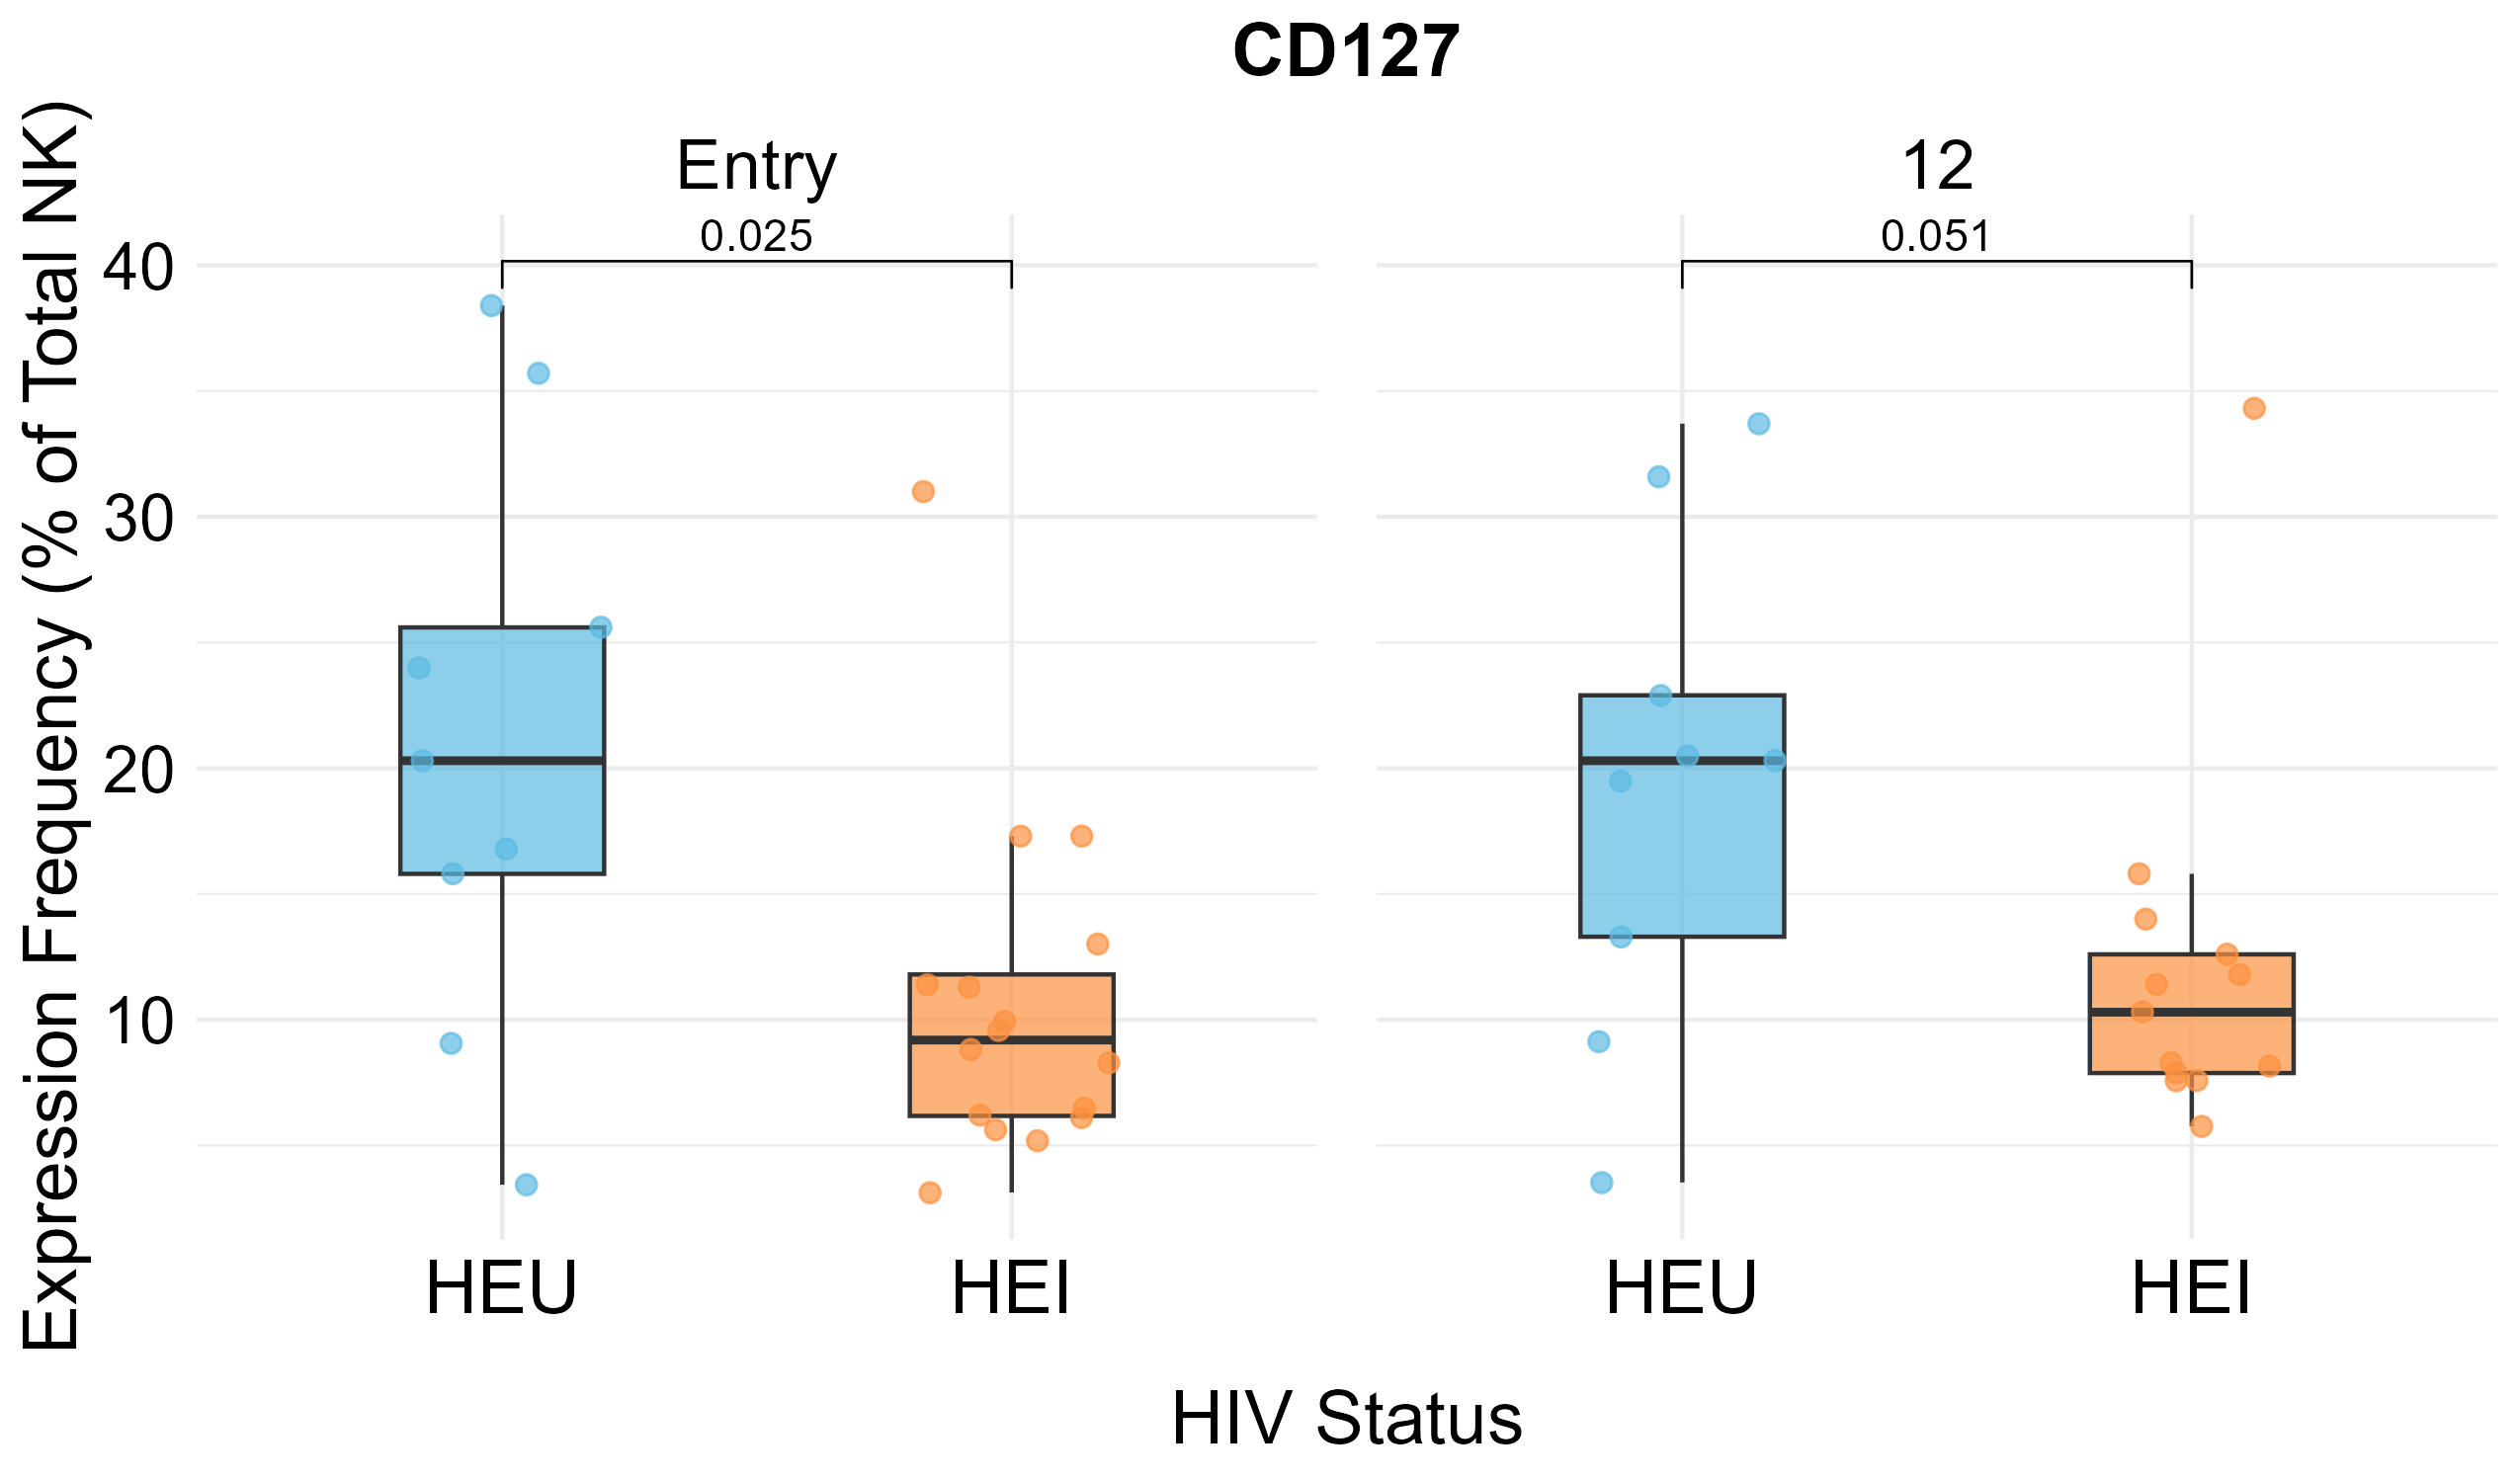 CD127
Entry
12
0.025
0.051
Expression Frequency (% of Total NK)
40
30
20
10
HEU
HEI
HEU
HEI
HIV Status